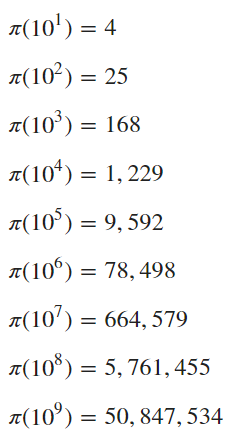 π(10¹) = 4
π(10²) = 25
π(10³) = 168
π(10⁴) = 1, 229
π(10⁵) = 9, 592
π(10⁶) = 78, 498
π(10⁷) = 664, 579
π(10⁸) = 5, 761, 455
π(10⁹) = 50, 847, 534